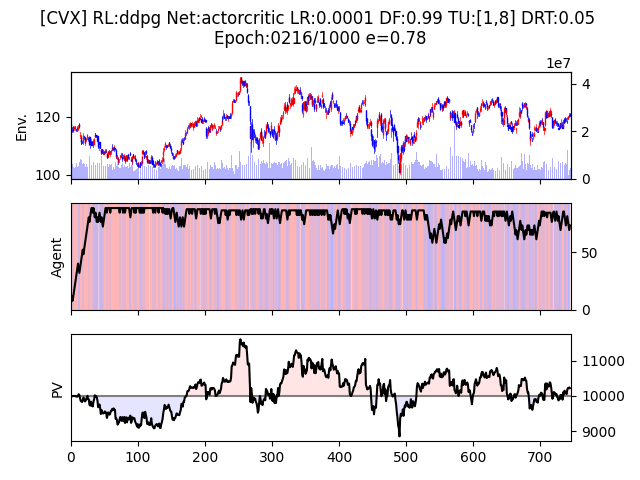 [CVX] RL:ddpg Net:actorcritic LR:0.0001 DF:0.99 TU:[1,8] DRT:0.05
Epoch:0216/1000 e=0.78
1e7
Env.
120
100
4
2
0
Agent
50
0
PV
11000
10000
9000
0 100 200 300 400 500 600 700